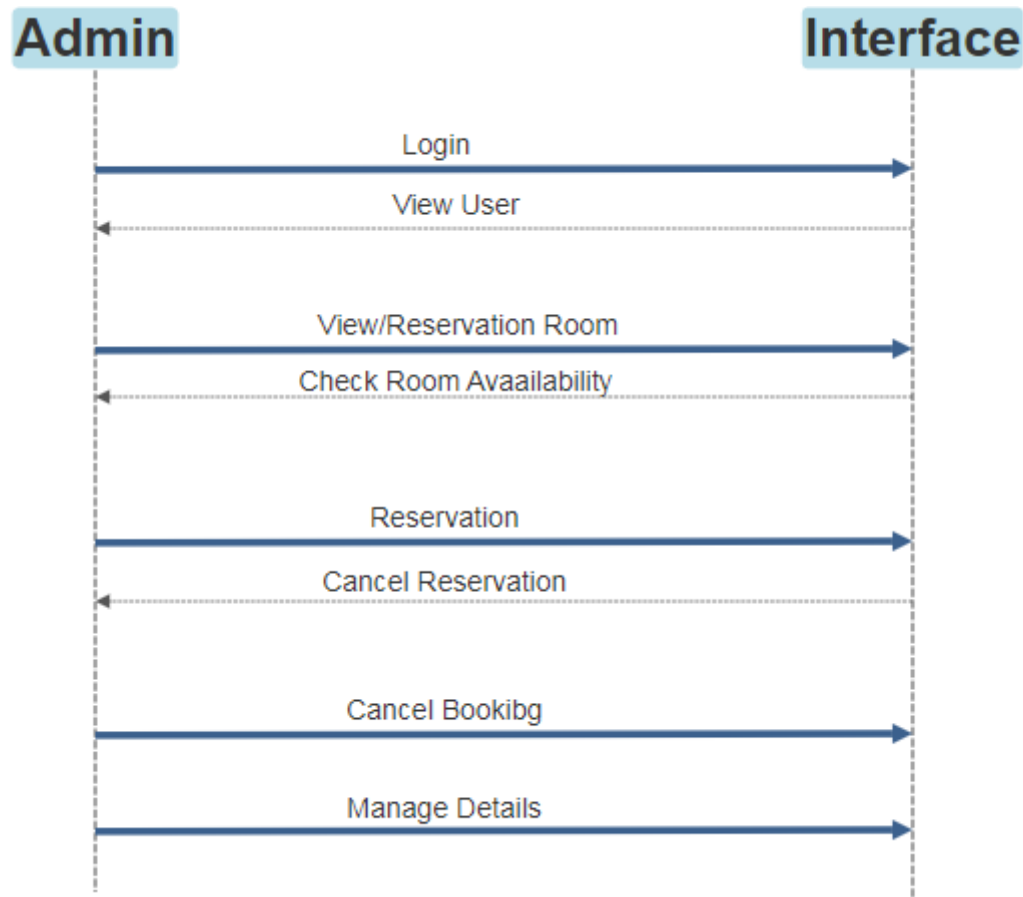 Admin
Interface
Login
View User
View/Reservation Room
Check Room Avaailability
Reservation
Cancel Reservation
Cancel Bookibg
Manage Details